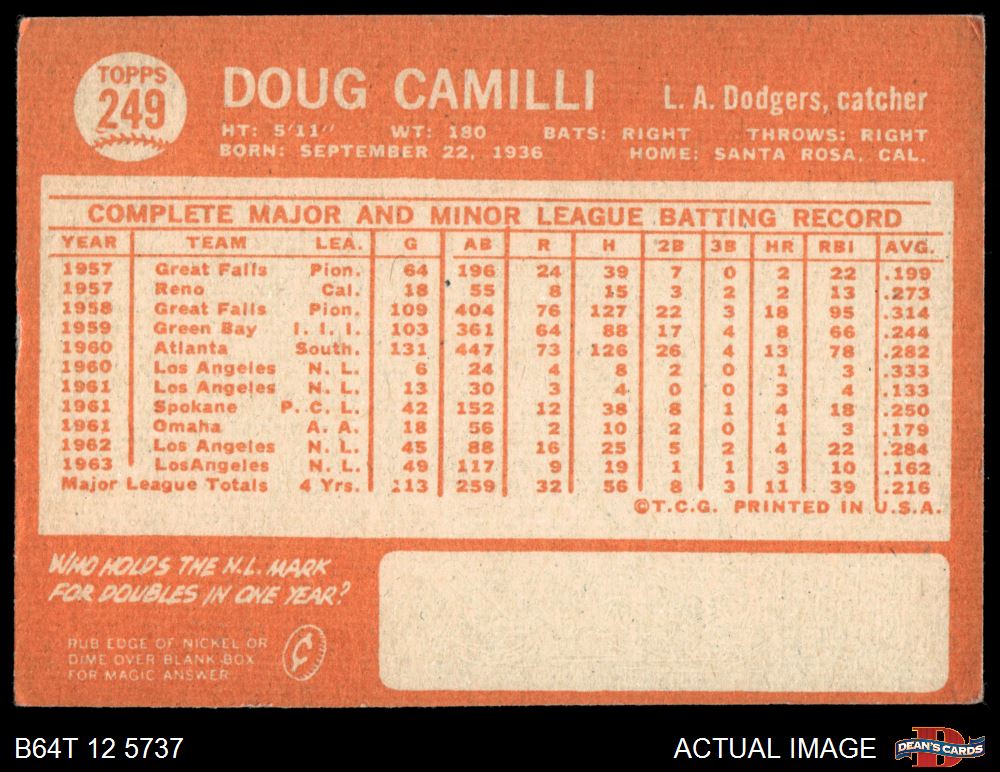 TOPPS
249
DOUG CAMILLI L. A. Dodgers, catcher
HT: 5'11" WT: 180 BATS: RIGHT THROWS: RIGHT
BORN: SEPTEMBER 22, 1936 HOME: SANTA ROSA, CAL.
COMPLETE MAJOR AND MINOR LEAGUE BATTING RECORD
YEAR TEAM LEA. G AB R H 2B 3B HR RBI AVG.
1957 Great Falls Pion. 64 196 24 39 7 0 2 22 .199
1957 Reno Cal. 18 55 8 15 3 2 2 13 .273
1958 Great Falls Pion. 109 404 76 127 22 3 18 95 .314
1959 Green Bay I. I. I. 103 361 64 88 17 4 8 66 .244
1960 Atlanta South. 131 447 73 126 26 4 13 78 .282
1960 Los Angeles N. L. 6 24 4 8 2 0 1 3 .333
1961 Los Angeles N. L. 13 30 3 4 0 0 3 4 .133
1961 Spokane P. C. L. 42 152 12 38 8 1 4 18 .250
1961 Omaha A. A. 18 56 2 10 2 0 1 3 .179
1962 Los Angeles N. L. 45 88 16 25 5 2 4 22 .284
1963 LosAngeles N. L. 49 117 9 19 1 1 3 10 .162
Major League Totals 4 Yrs. 113 259 32 56 8 3 11 39 .216
©T.C.G. PRINTED IN U.S.A.
WHO HOLDS THE N.L. MARK
FOR DOUBLES IN ONE YEAR?
RUB EDGE OF NICKEL OR
DIME OVER BLANK BOX
FOR MAGIC ANSWER
¢
B64T 12 5737 ACTUAL IMAGE DEAN'S CARDS